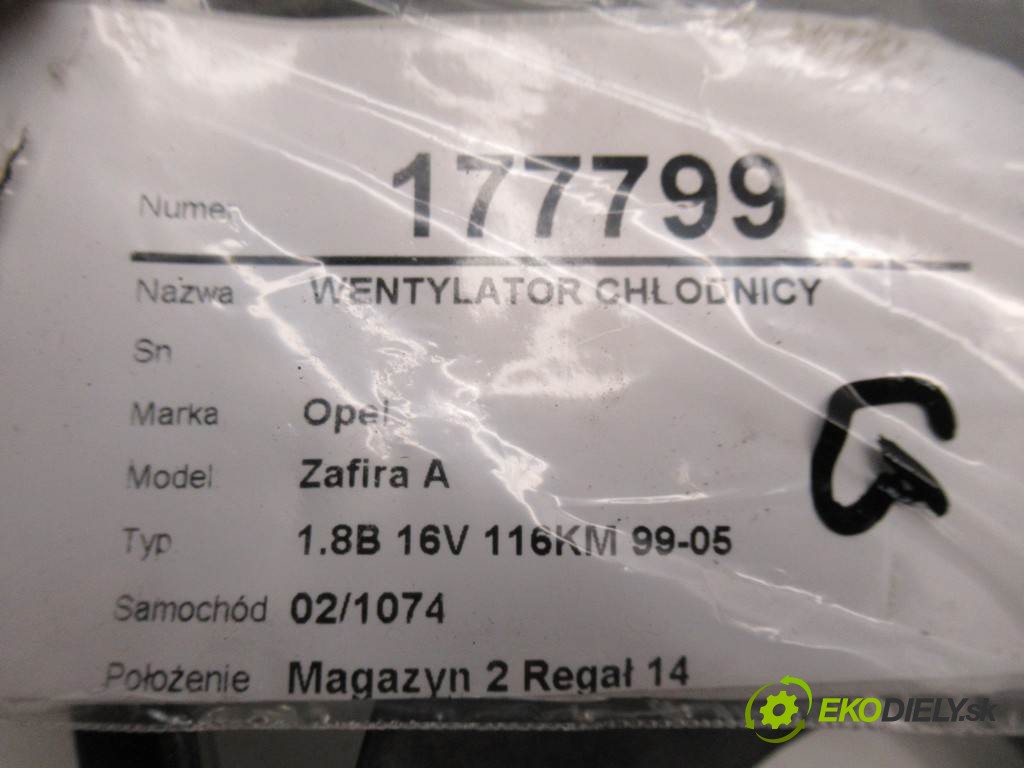 Numer 177799
Nazwa WENTYLATOR CHŁODNICY
Sn
Marka Opel
Model Zafira A
Typ 1.8B 16V 116KM 99-05
G
Samochód 02/1074
Położenie Magazyn 2 Regał 14
EKODIELY.sk